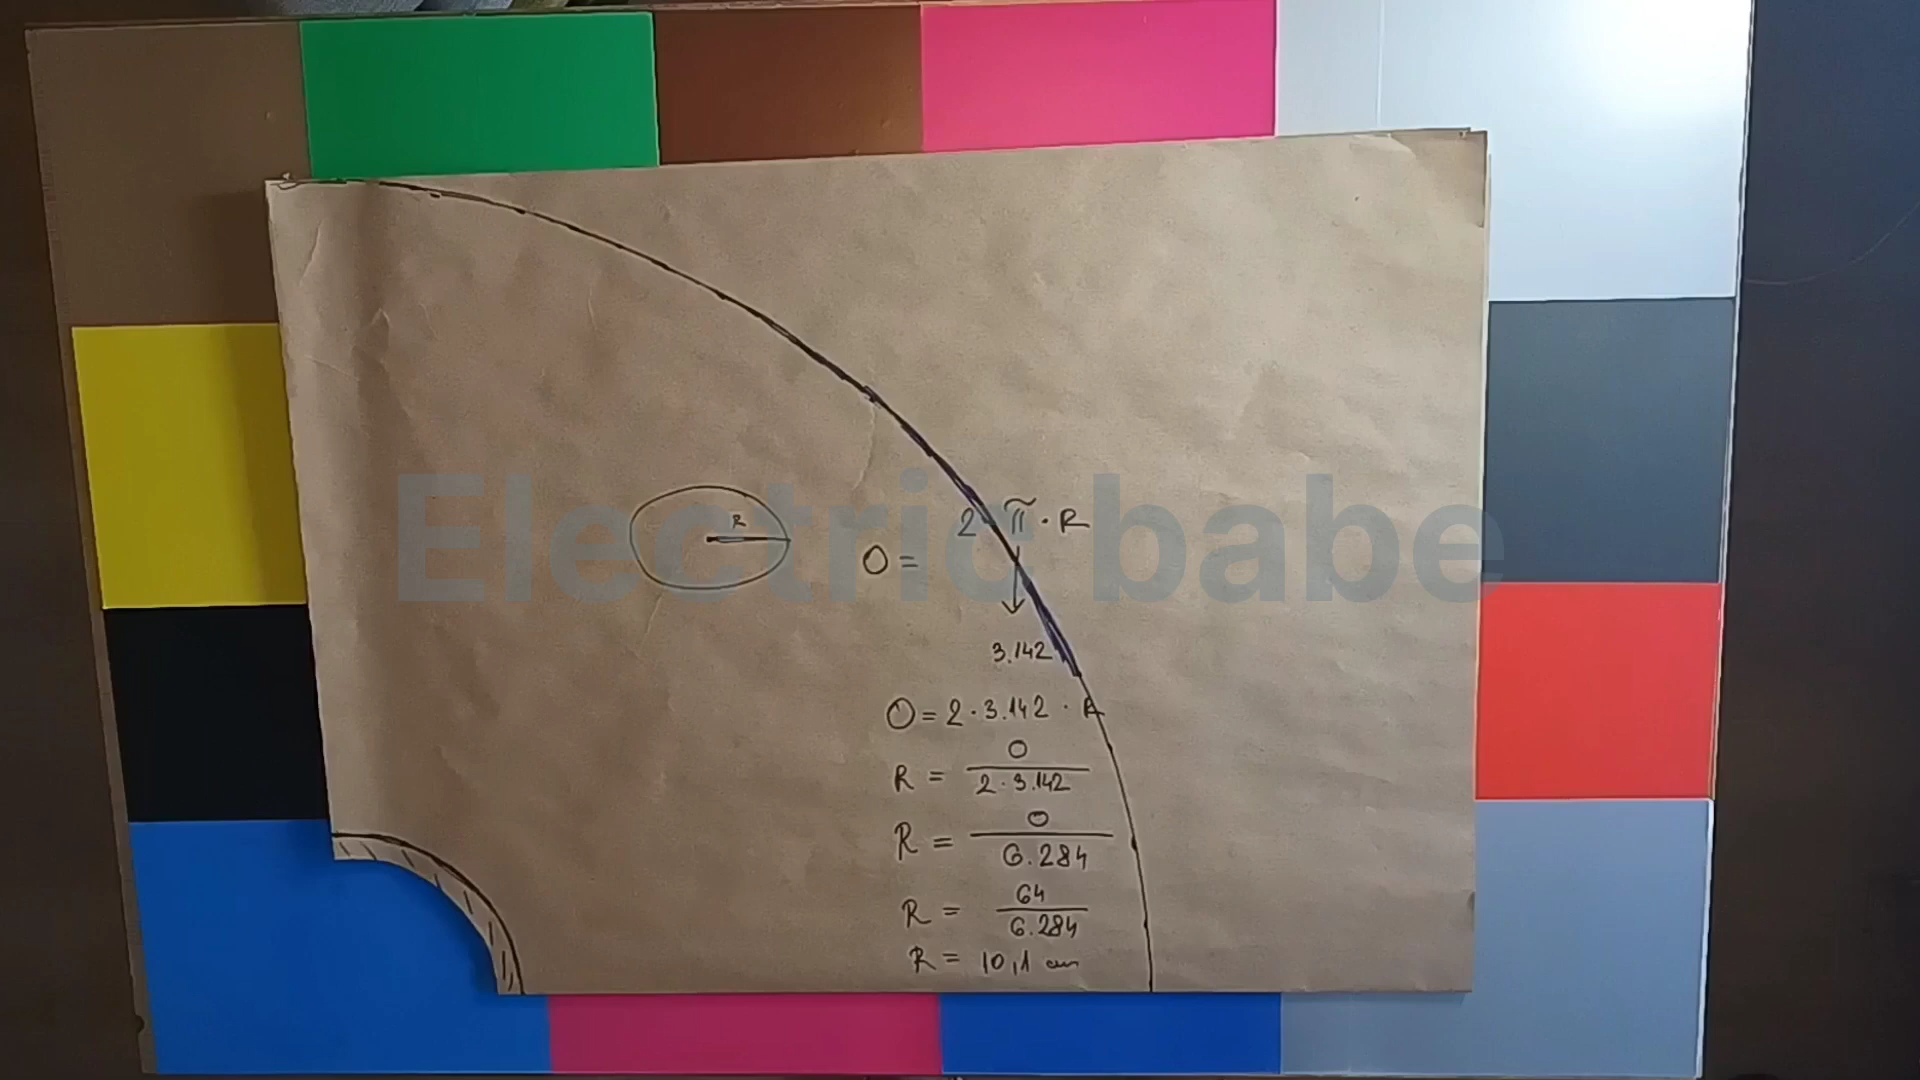 Electric babe
R
2 π · R
O =
3.142
O = 2 · 3.142 · R
R = O / 2 · 3.142
R = O / 6.284
R = 64 / 6.284
R = 10,1 cm